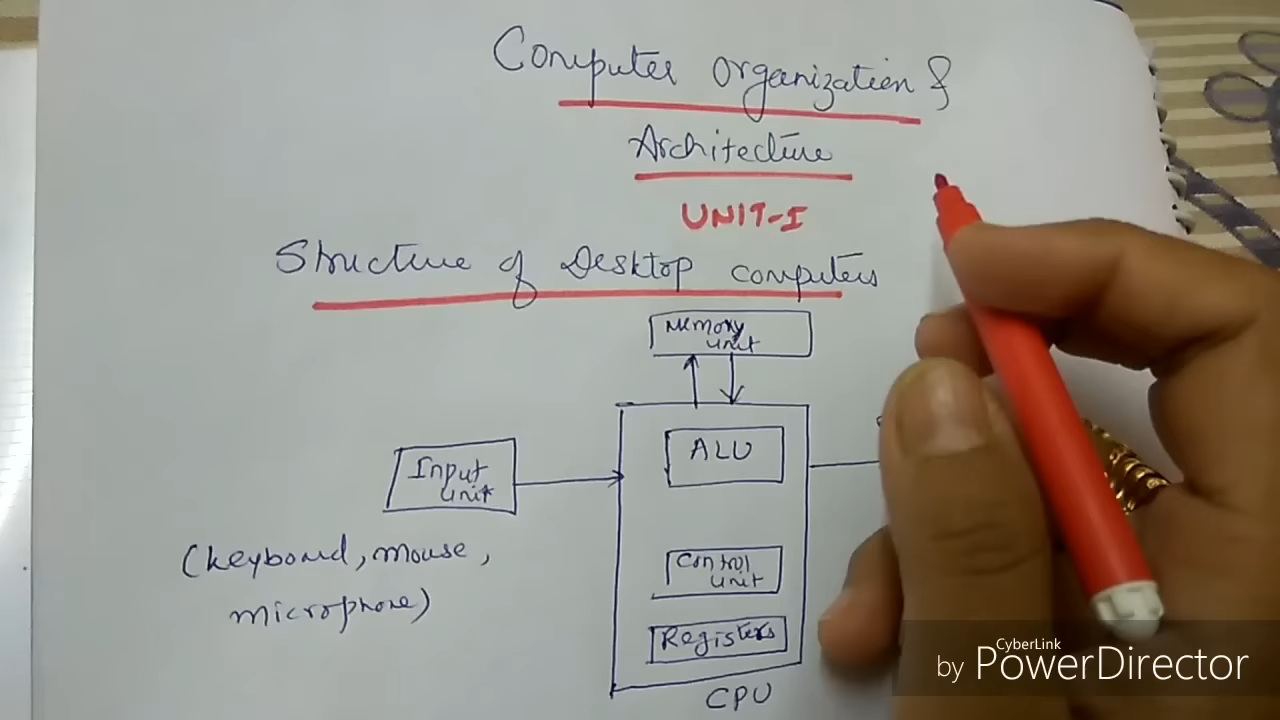 Computer Organization &
Architecture
UNIT-I
Structure of Desktop computers
Memory
unit
ALU
Input
unit
(keyboard, mouse,
microphone)
Control
unit
Registers
CPU
CyberLink
by PowerDirector